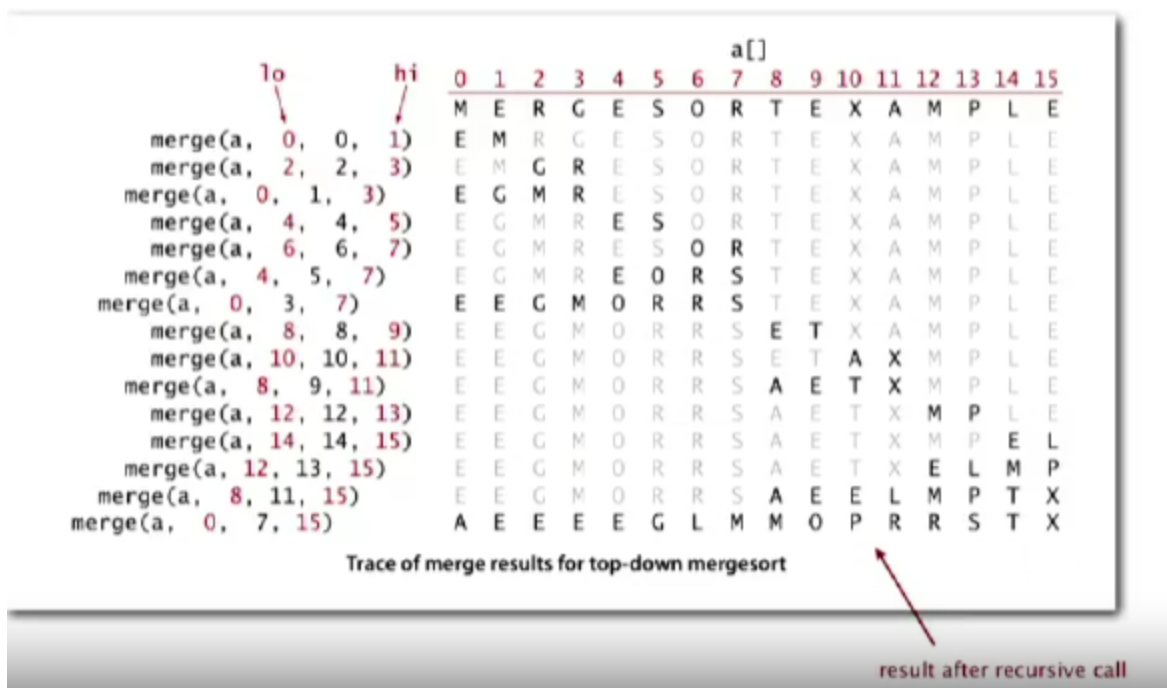 a[]
lo hi 0 1 2 3 4 5 6 7 8 9 10 11 12 13 14 15
M E R G E S O R T E X A M P L E
merge(a, 0, 0, 1) E M R G E S O R T E X A M P L E
merge(a, 2, 2, 3) E M G R E S O R T E X A M P L E
merge(a, 0, 1, 3) E G M R E S O R T E X A M P L E
merge(a, 4, 4, 5) E G M R E S O R T E X A M P L E
merge(a, 6, 6, 7) E G M R E S O R T E X A M P L E
merge(a, 4, 5, 7) E G M R E O R S T E X A M P L E
merge(a, 0, 3, 7) E E G M O R R S T E X A M P L E
merge(a, 8, 8, 9) E E G M O R R S E T X A M P L E
merge(a, 10, 10, 11) E E G M O R R S E T A X M P L E
merge(a, 8, 9, 11) E E G M O R R S A E T X M P L E
merge(a, 12, 12, 13) E E G M O R R S A E T X M P L E
merge(a, 14, 14, 15) E E G M O R R S A E T X M P E L
merge(a, 12, 13, 15) E E G M O R R S A E T X E L M P
merge(a, 8, 11, 15) E E G M O R R S A E E L M P T X
merge(a, 0, 7, 15) A E E E E G L M M O P R R S T X
Trace of merge results for top-down mergesort
result after recursive call